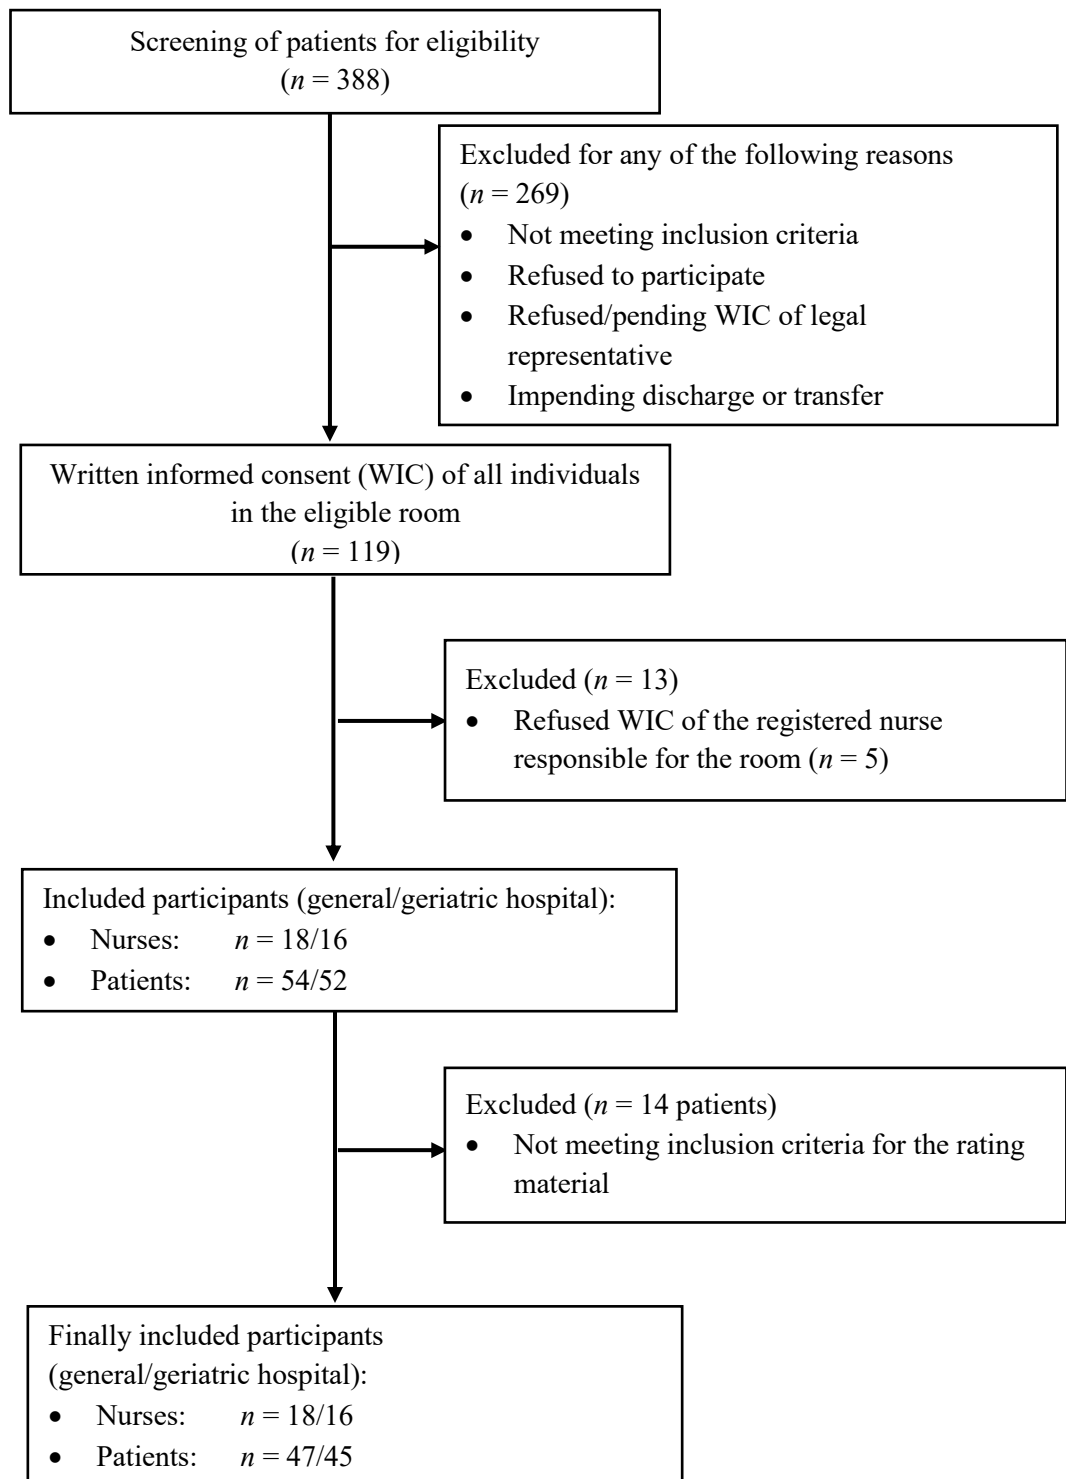 Screening of patients for eligibility
(n = 388)
Excluded for any of the following reasons
(n = 269)
• Not meeting inclusion criteria
• Refused to participate
• Refused/pending WIC of legal
representative
• Impending discharge or transfer
Written informed consent (WIC) of all individuals
in the eligible room
(n = 119)
Excluded (n = 13)
• Refused WIC of the registered nurse
responsible for the room (n = 5)
Included participants (general/geriatric hospital):
• Nurses: n = 18/16
• Patients: n = 54/52
Excluded (n = 14 patients)
• Not meeting inclusion criteria for the rating
material
Finally included participants
(general/geriatric hospital):
• Nurses: n = 18/16
• Patients: n = 47/45